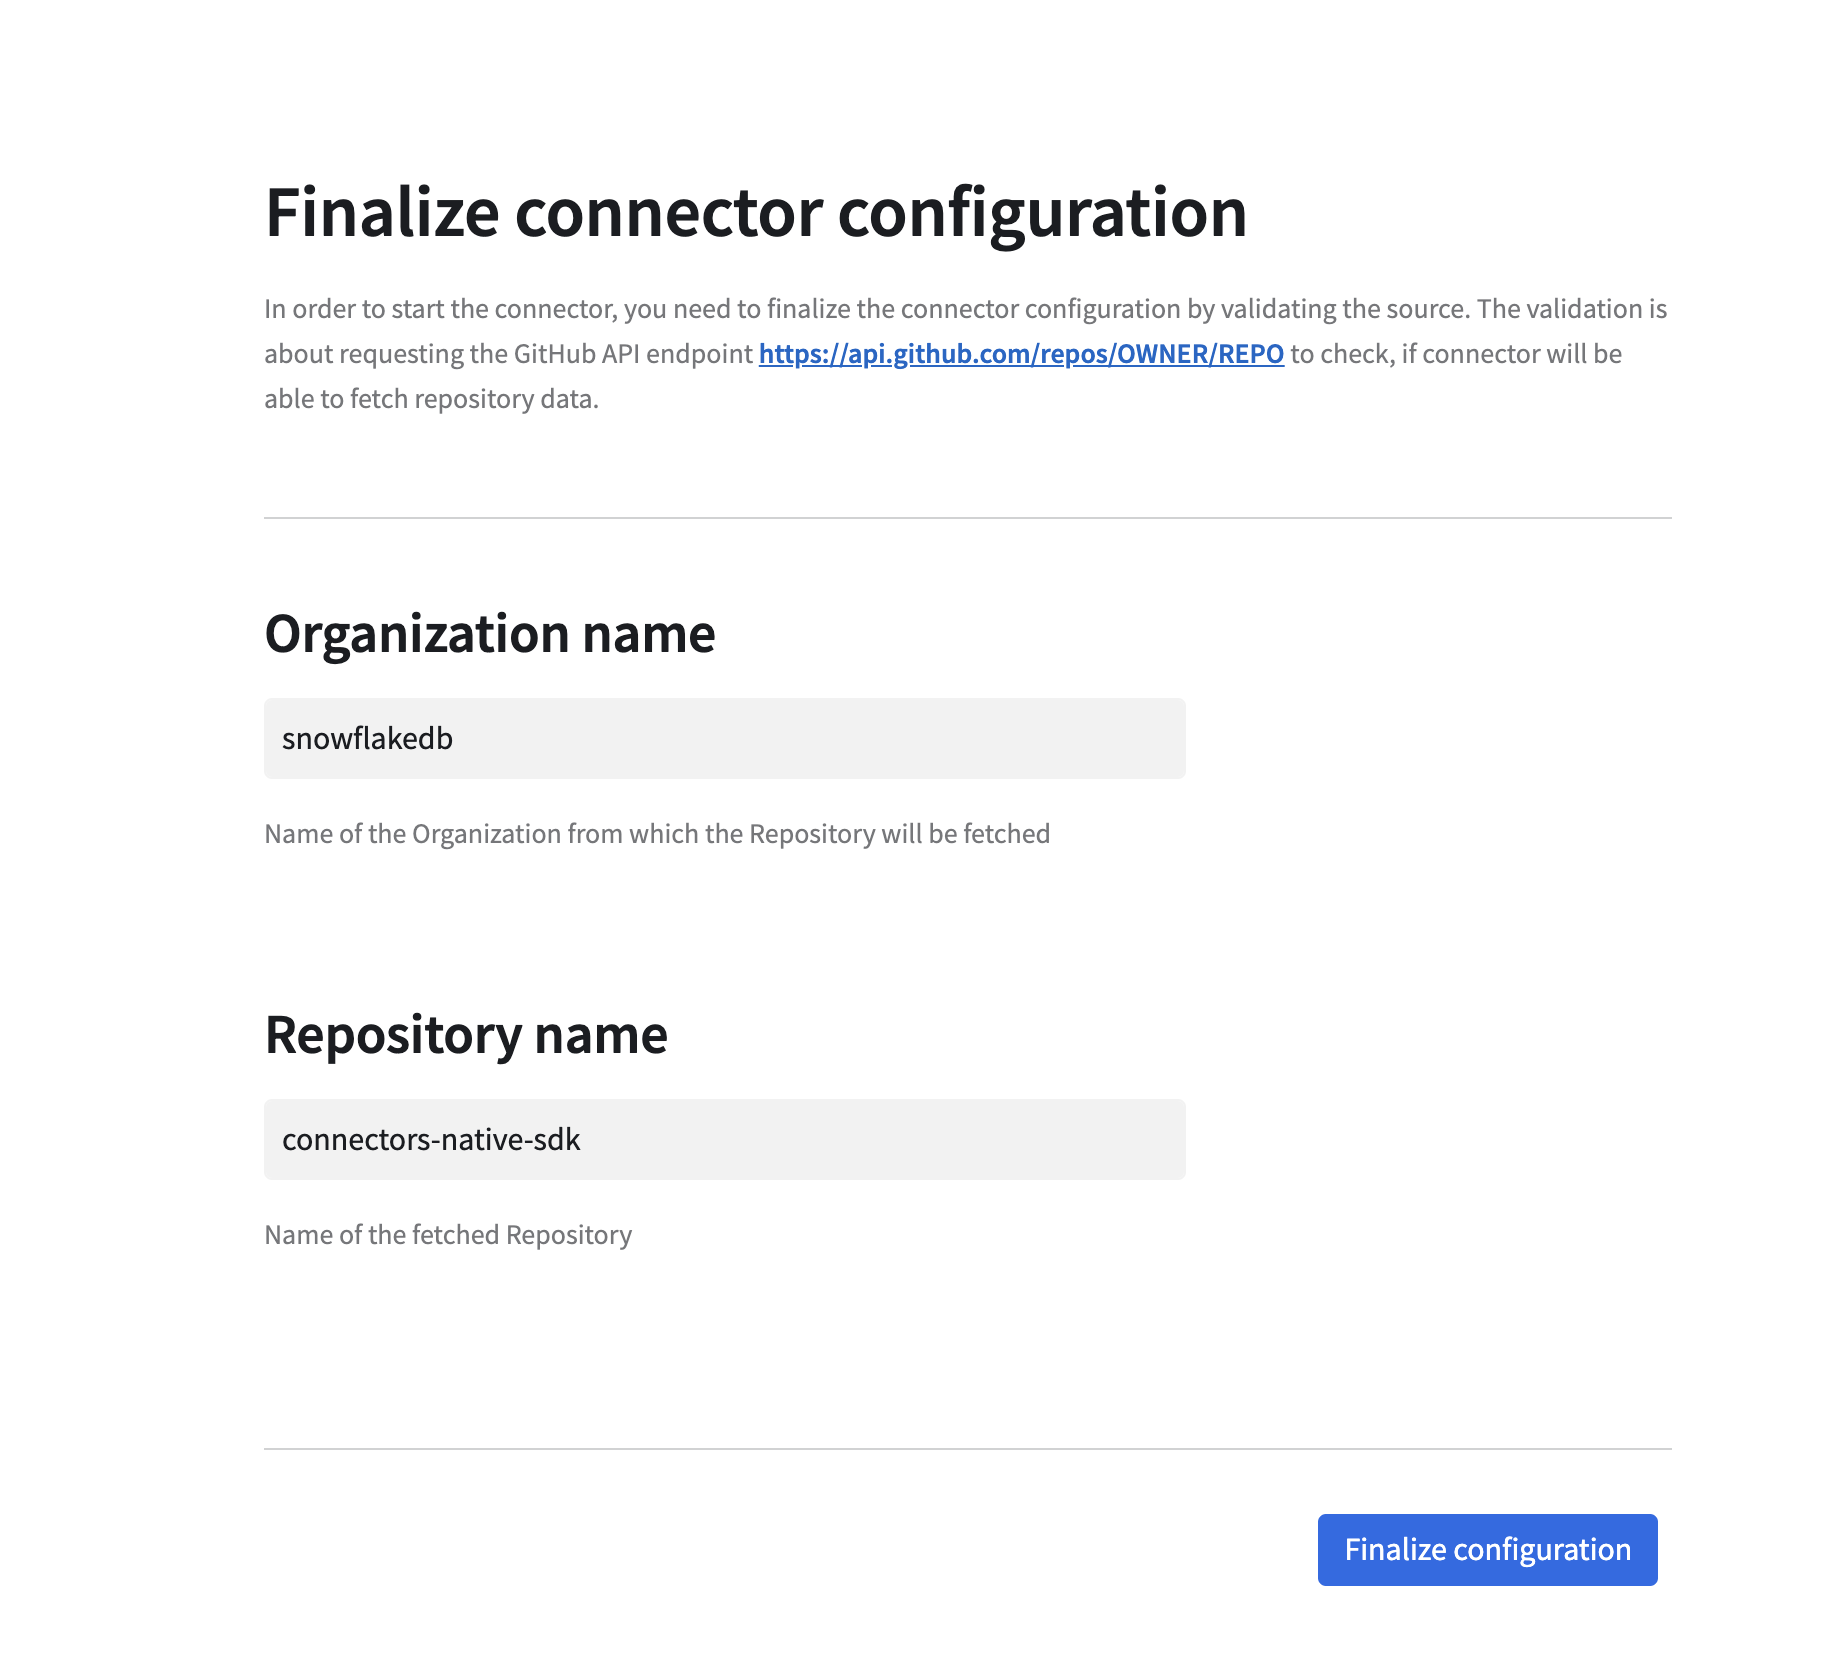 Finalize connector configuration
In order to start the connector, you need to finalize the connector configuration by validating the source. The validation is
about requesting the GitHub API endpoint https://api.github.com/repos/OWNER/REPO to check, if connector will be
able to fetch repository data.
Organization name
snowflakedb
Name of the Organization from which the Repository will be fetched
Repository name
connectors-native-sdk
Name of the fetched Repository
Finalize configuration